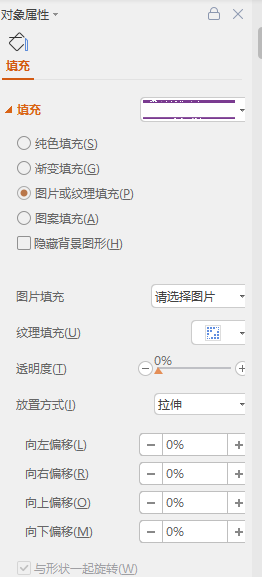 对象属性
填充
填充
纯色填充(S)
渐变填充(G)
图片或纹理填充(P)
图案填充(A)
隐藏背景图形(H)
图片填充 请选择图片
纹理填充(U)
透明度(T) 0%
放置方式(I) 拉伸
向左偏移(L) 0%
向右偏移(R) 0%
向上偏移(O) 0%
向下偏移(M) 0%
与形状一起旋转(W)